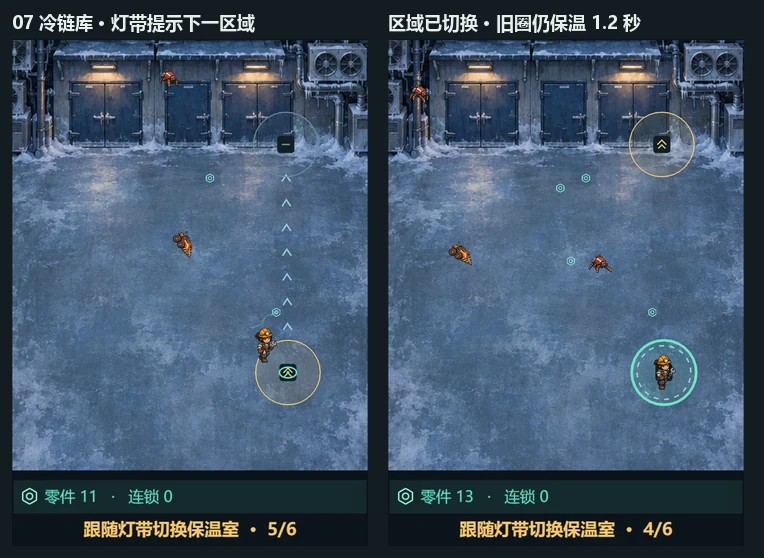 07 冷链库 • 灯带提示下一区域
区域已切换 • 旧圈仍保温 1.2 秒
零件 11 · 连锁 0
零件 13 · 连锁 0
跟随灯带切换保温室 • 5/6
跟随灯带切换保温室 • 4/6